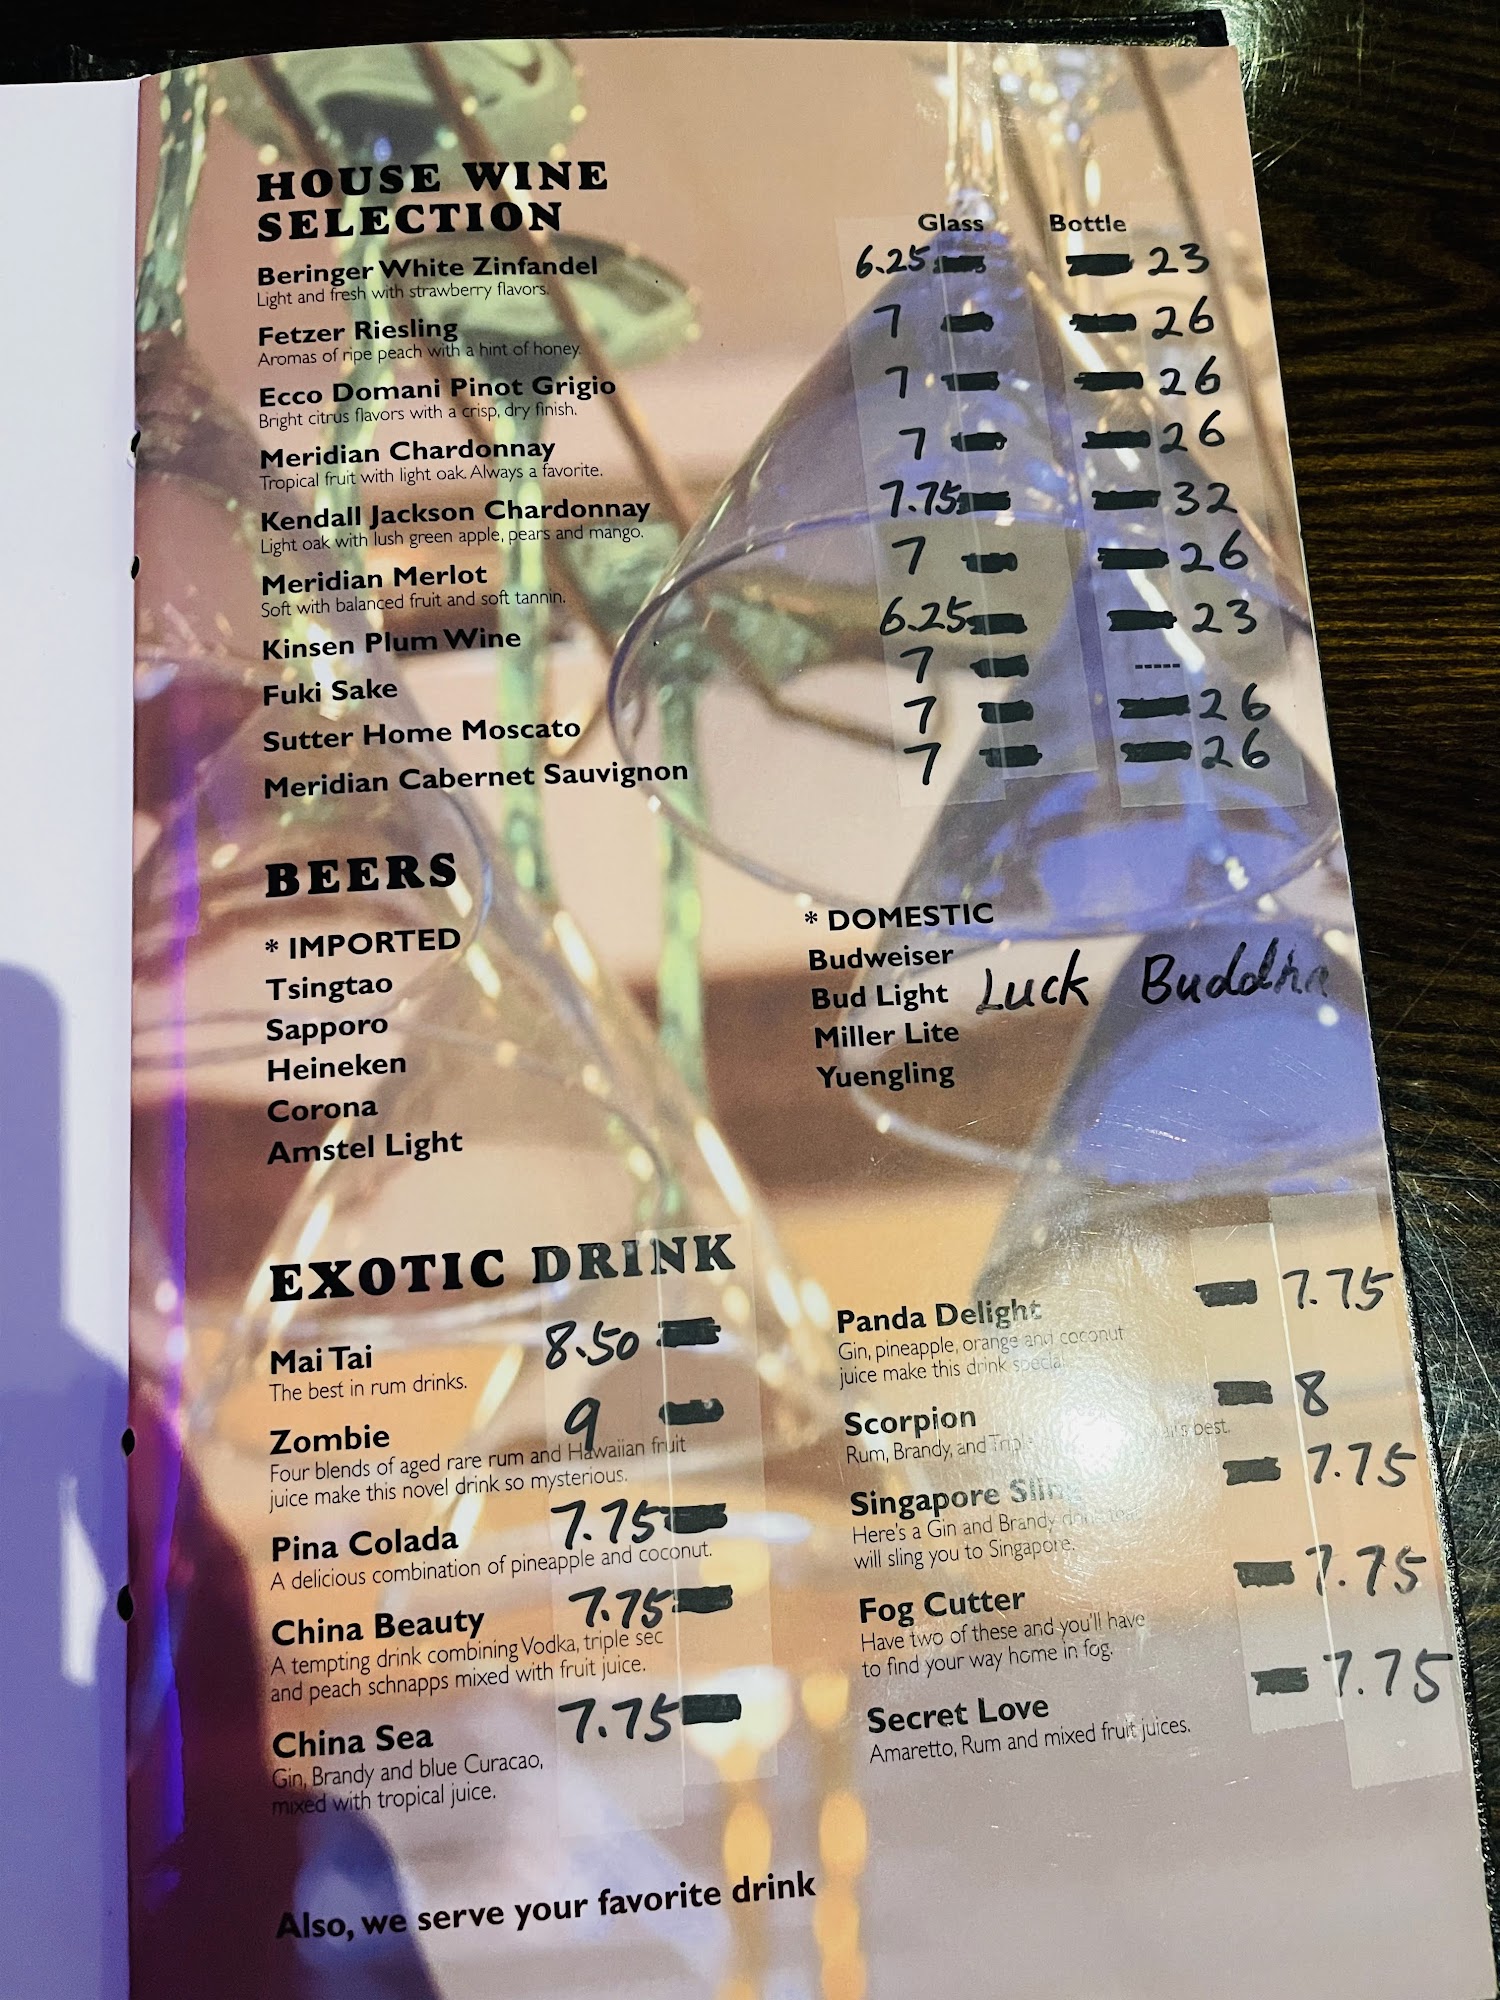 HOUSE WINE
SELECTION
Glass Bottle
Beringer White Zinfandel 6.25 23
Light and fresh with strawberry flavors.
Fetzer Riesling 7 26
Aromas of ripe peach with a hint of honey.
Ecco Domani Pinot Grigio 7 26
Bright citrus flavors with a crisp, dry finish.
Meridian Chardonnay 7 26
Tropical fruit with light oak. Always a favorite.
Kendall Jackson Chardonnay 7.75 32
Light oak with lush green apple, pears and mango.
Meridian Merlot 7 26
Soft with balanced fruit and soft tannin.
Kinsen Plum Wine 6.25 23
Fuki Sake 7 -----
Sutter Home Moscato 7 26
Meridian Cabernet Sauvignon 7 26
BEERS
* IMPORTED
Tsingtao
Sapporo
Heineken
Corona
Amstel Light
* DOMESTIC
Budweiser
Bud Light Luck Buddha
Miller Lite
Yuengling
EXOTIC DRINK
Mai Tai 8.50
The best in rum drinks.
Zombie 9
Four blends of aged rare rum and Hawaiian fruit
juice make this novel drink so mysterious.
Pina Colada 7.75
A delicious combination of pineapple and coconut.
China Beauty 7.75
A tempting drink combining Vodka, triple sec
and peach schnapps mixed with fruit juice.
China Sea 7.75
Gin, Brandy and blue Curacao,
mixed with tropical juice.
Panda Delight 7.75
Gin, pineapple, orange and coconut
juice make this drink special.
Scorpion 8
Rum, Brandy, and best.
Singapore Sling 7.75
Here's a Gin and Brandy
will sling you to Singapore.
Fog Cutter 7.75
Have two of these and you'll have
to find your way home in fog.
Secret Love 7.75
Amaretto, Rum and mixed fruit juices.
Also, we serve your favorite drink